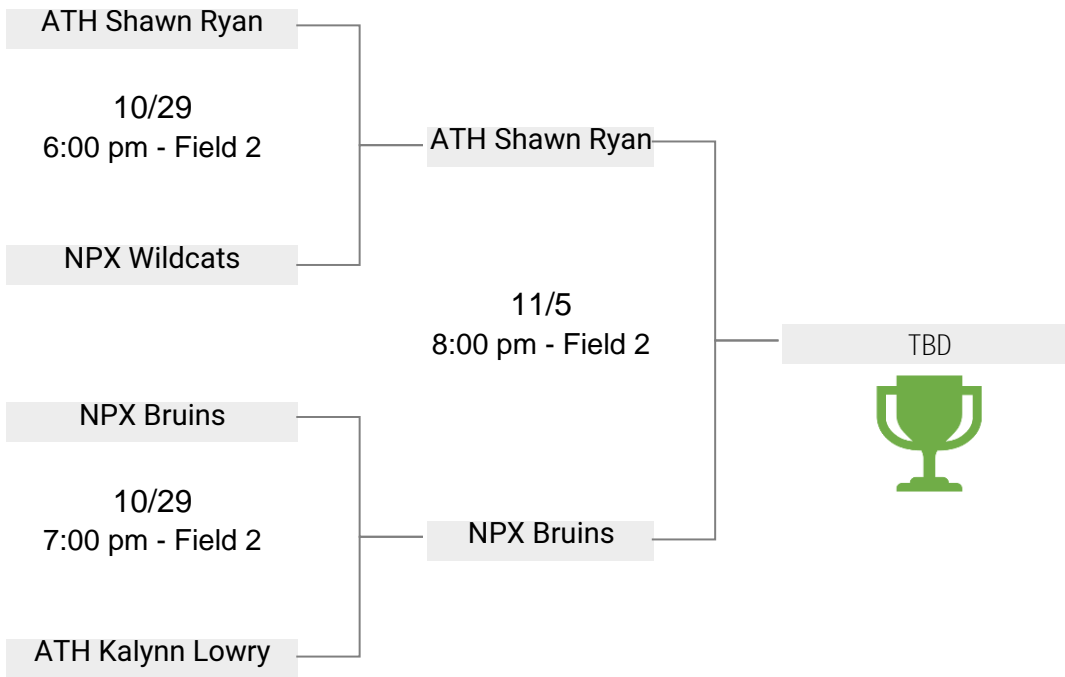 ATH Shawn Ryan
10/29
6:00 pm - Field 2
NPX Wildcats
NPX Bruins
10/29
7:00 pm - Field 2
ATH Kalynn Lowry
ATH Shawn Ryan
11/5
8:00 pm - Field 2
NPX Bruins
TBD